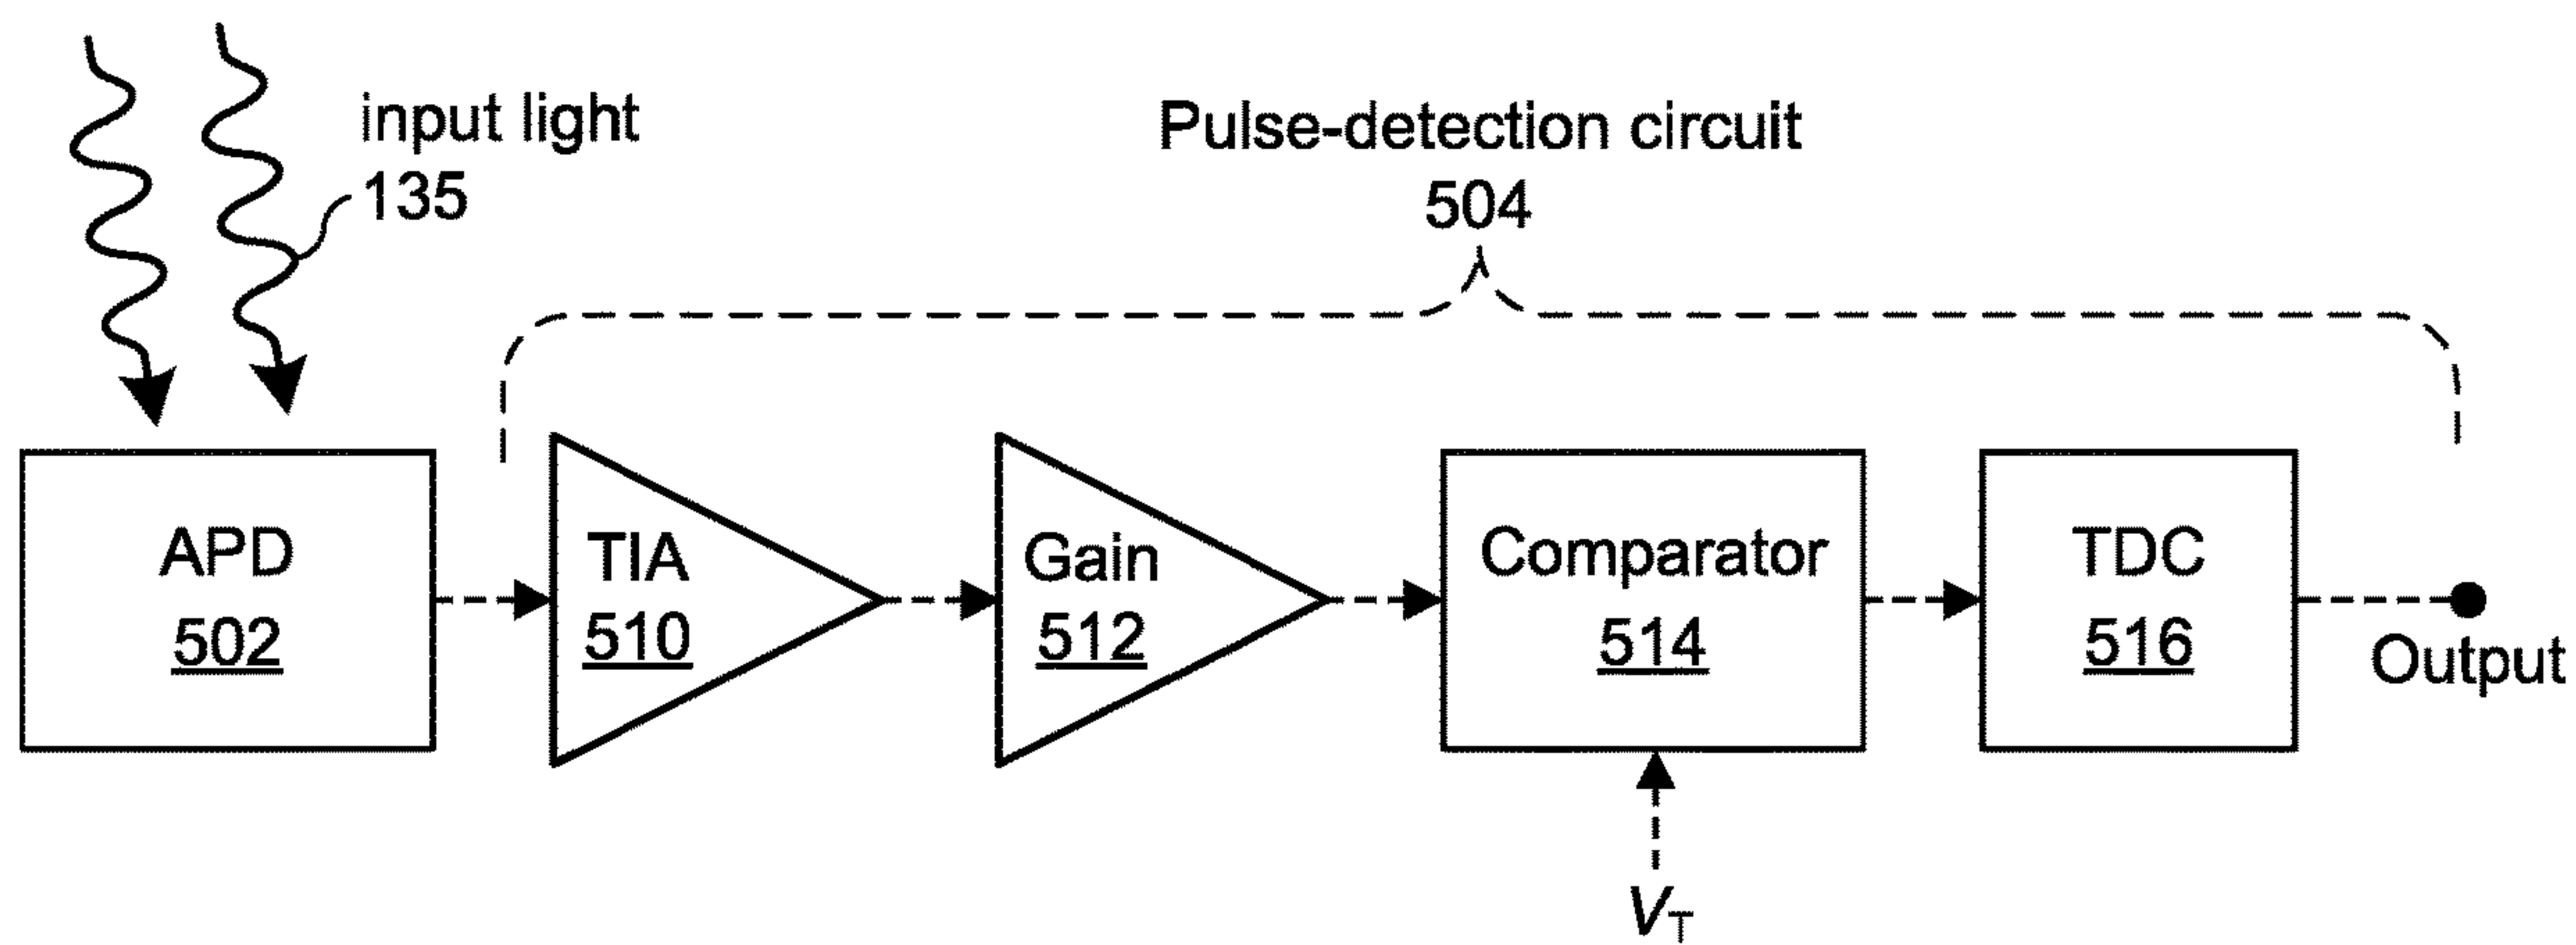 input light
135
Pulse-detection circuit
504
APD
502
TIA
510
Gain
512
Comparator
514
TDC
516
Output
VT